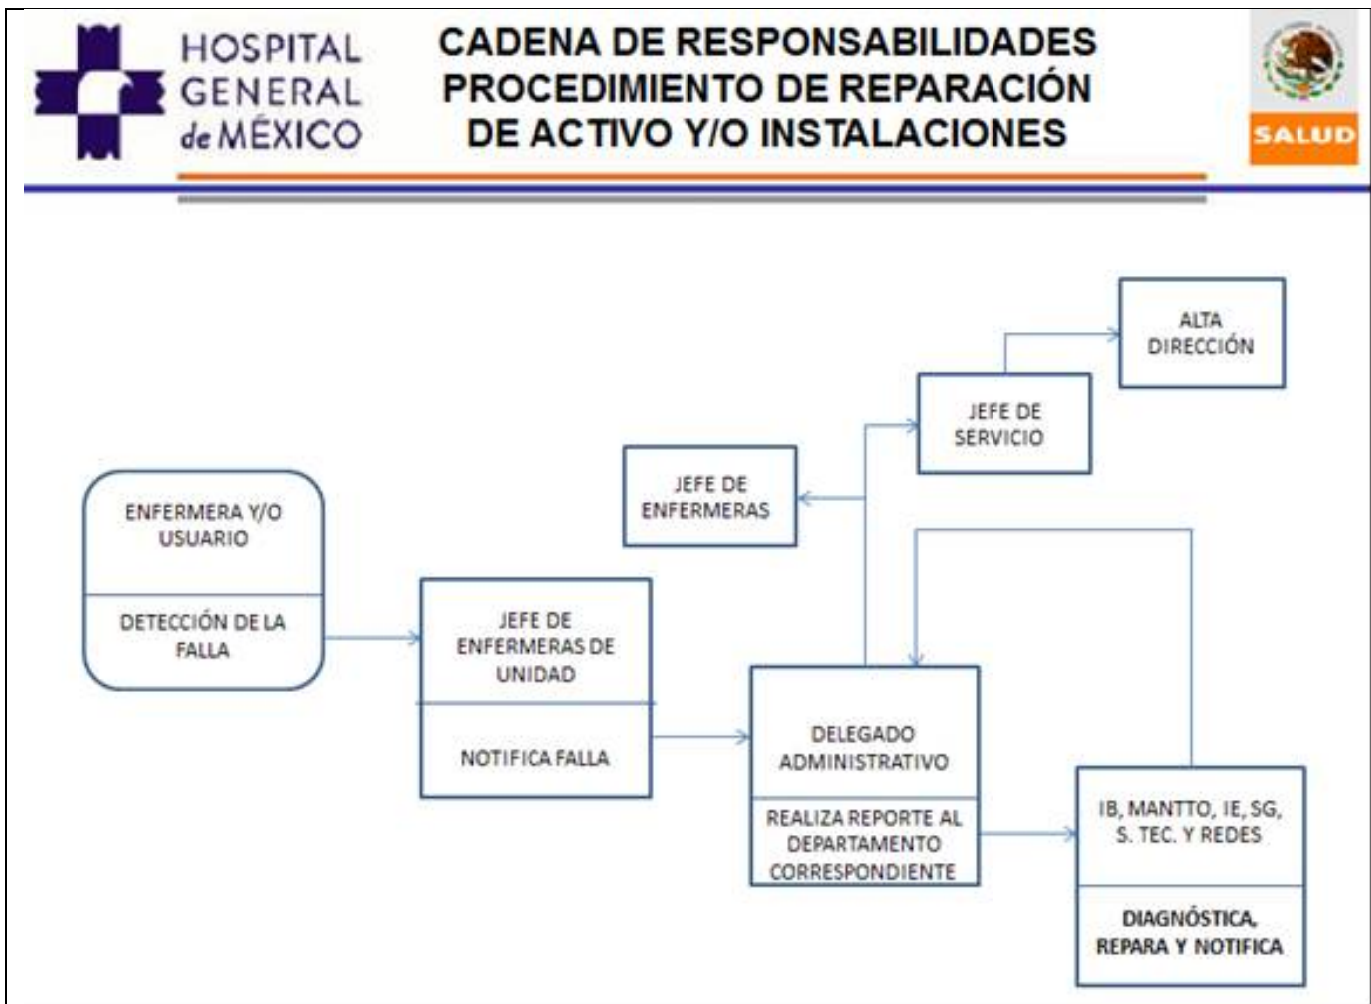 HOSPITAL
GENERAL
de MÉXICO
CADENA DE RESPONSABILIDADES
PROCEDIMIENTO DE REPARACIÓN
DE ACTIVO Y/O INSTALACIONES
SALUD
ALTA
DIRECCIÓN
JEFE DE
SERVICIO
JEFE DE
ENFERMERAS
ENFERMERA Y/O
USUARIO
DETECCIÓN DE LA
FALLA
JEFE DE
ENFERMERAS DE
UNIDAD
NOTIFICA FALLA
DELEGADO
ADMINISTRATIVO
REALIZA REPORTE AL
DEPARTAMENTO
CORRESPONDIENTE
IB, MANTTO, IE, SG,
S. TEC. Y REDES
DIAGNÓSTICA,
REPARA Y NOTIFICA